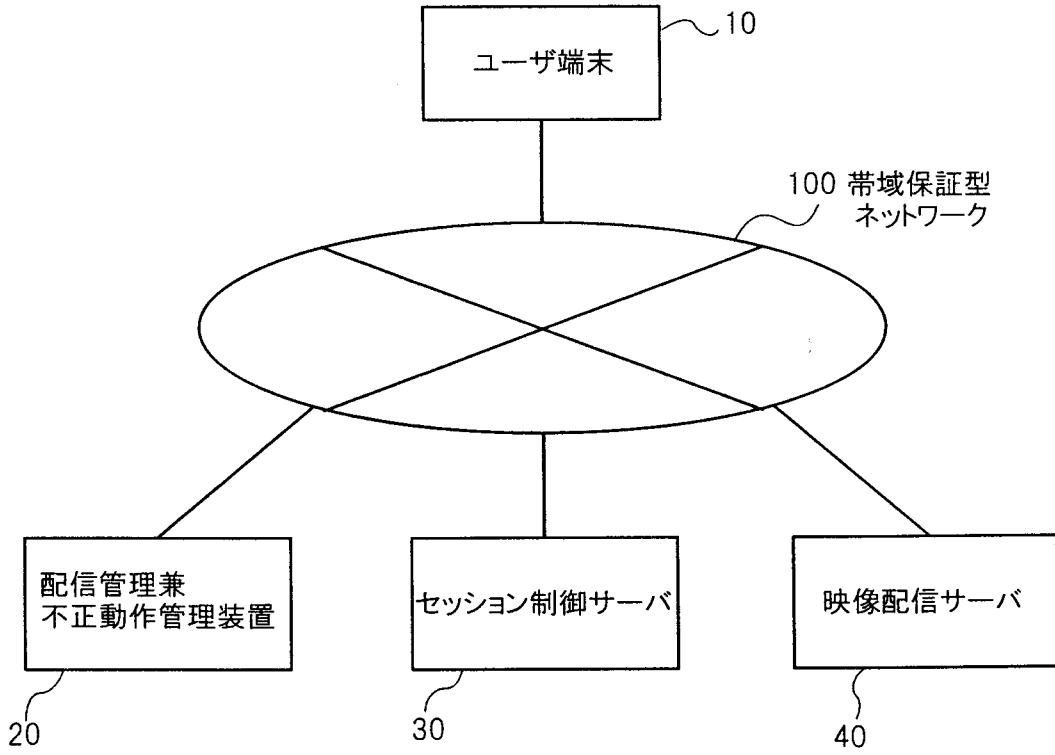 10
ユーザ端末
100 帯域保証型
ネットワーク
配信管理兼
不正動作管理装置
セッション制御サーバ
映像配信サーバ
20
30
40